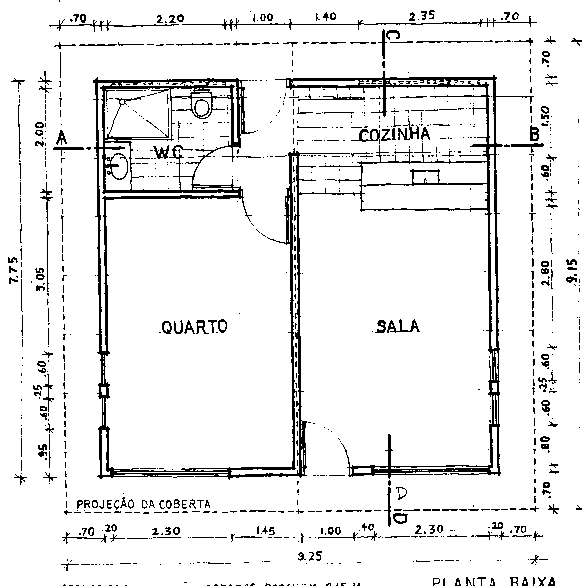 .70 2.20 1.00 1.40 2.35 .70
C
.70
A
B
2.00
1.50
WC
COZINHA
.60
7.75
3.05
2.80
9.15
QUARTO
SALA
.60
.60
.25
.25
.60
.60
.95
.80
PROJEÇÃO DA COBERTA
D
.70
D
.70 .20 2.30 1.45 1.00 .40 2.30 .20 .70
9.25
PLANTA BAIXA